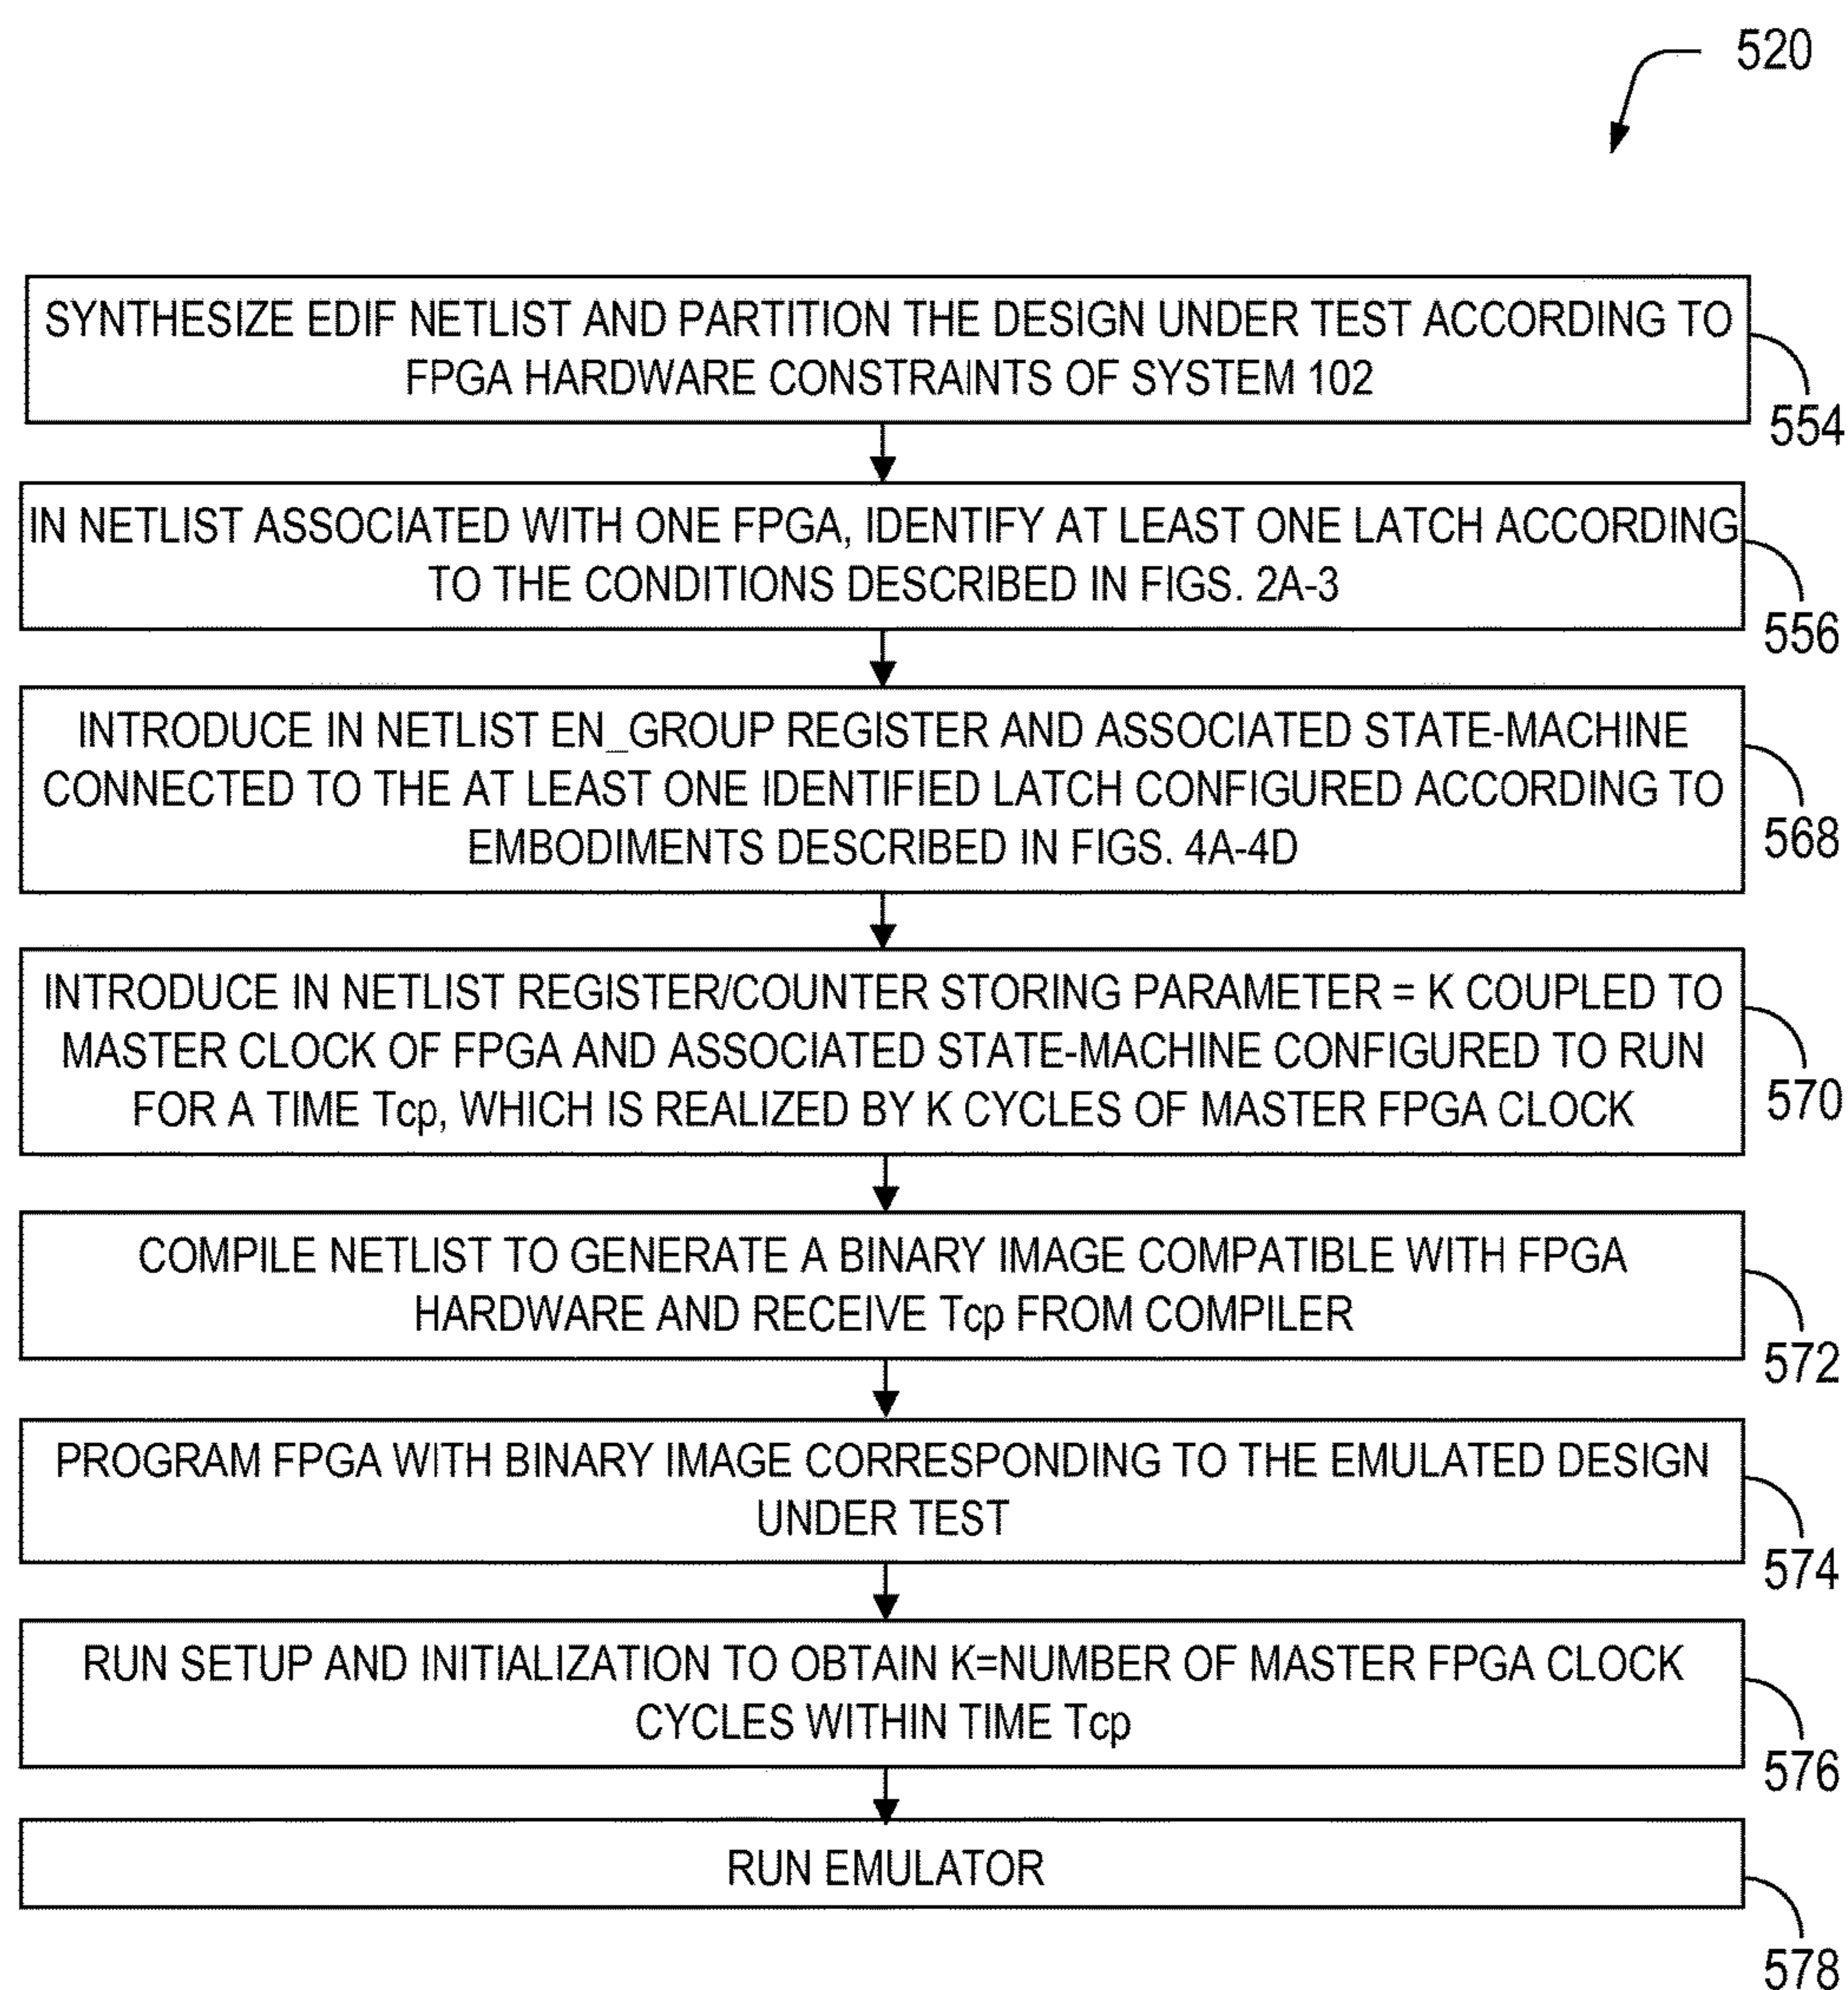 520
SYNTHESIZE EDIF NETLIST AND PARTITION THE DESIGN UNDER TEST ACCORDING TO
FPGA HARDWARE CONSTRAINTS OF SYSTEM 102
554
IN NETLIST ASSOCIATED WITH ONE FPGA, IDENTIFY AT LEAST ONE LATCH ACCORDING
TO THE CONDITIONS DESCRIBED IN FIGS. 2A-3
556
INTRODUCE IN NETLIST EN_GROUP REGISTER AND ASSOCIATED STATE-MACHINE
CONNECTED TO THE AT LEAST ONE IDENTIFIED LATCH CONFIGURED ACCORDING TO
EMBODIMENTS DESCRIBED IN FIGS. 4A-4D
568
INTRODUCE IN NETLIST REGISTER/COUNTER STORING PARAMETER = K COUPLED TO
MASTER CLOCK OF FPGA AND ASSOCIATED STATE-MACHINE CONFIGURED TO RUN
FOR A TIME Tcp, WHICH IS REALIZED BY K CYCLES OF MASTER FPGA CLOCK
570
COMPILE NETLIST TO GENERATE A BINARY IMAGE COMPATIBLE WITH FPGA
HARDWARE AND RECEIVE Tcp FROM COMPILER
572
PROGRAM FPGA WITH BINARY IMAGE CORRESPONDING TO THE EMULATED DESIGN
UNDER TEST
574
RUN SETUP AND INITIALIZATION TO OBTAIN K=NUMBER OF MASTER FPGA CLOCK
CYCLES WITHIN TIME Tcp
576
RUN EMULATOR
578